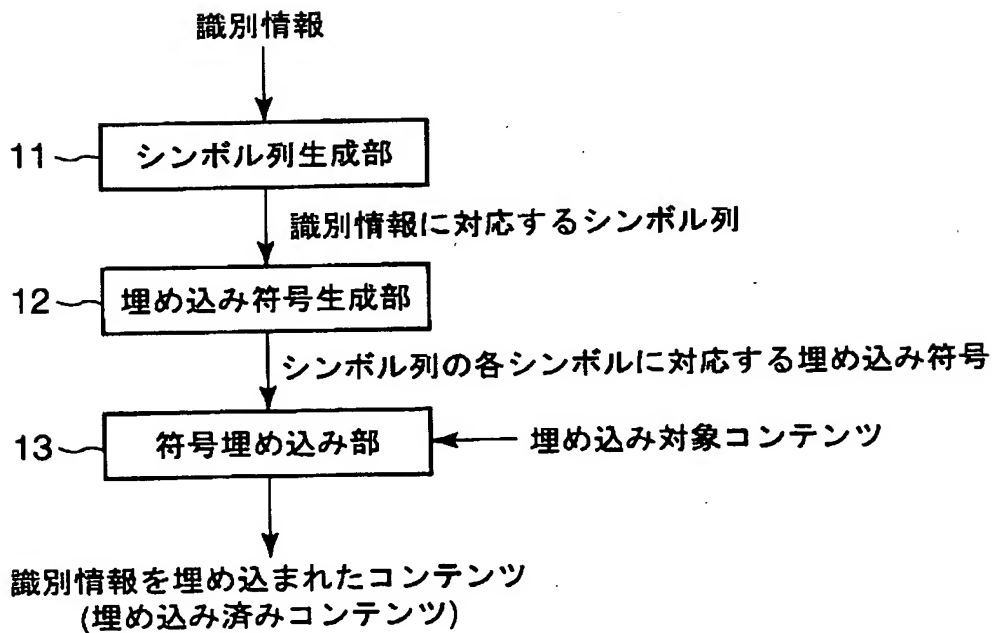 識別情報
11
シンボル列生成部
識別情報に対応するシンボル列
12
埋め込み符号生成部
シンボル列の各シンボルに対応する埋め込み符号
13
符号埋め込み部
埋め込み対象コンテンツ
識別情報を埋め込まれたコンテンツ
(埋め込み済みコンテンツ)